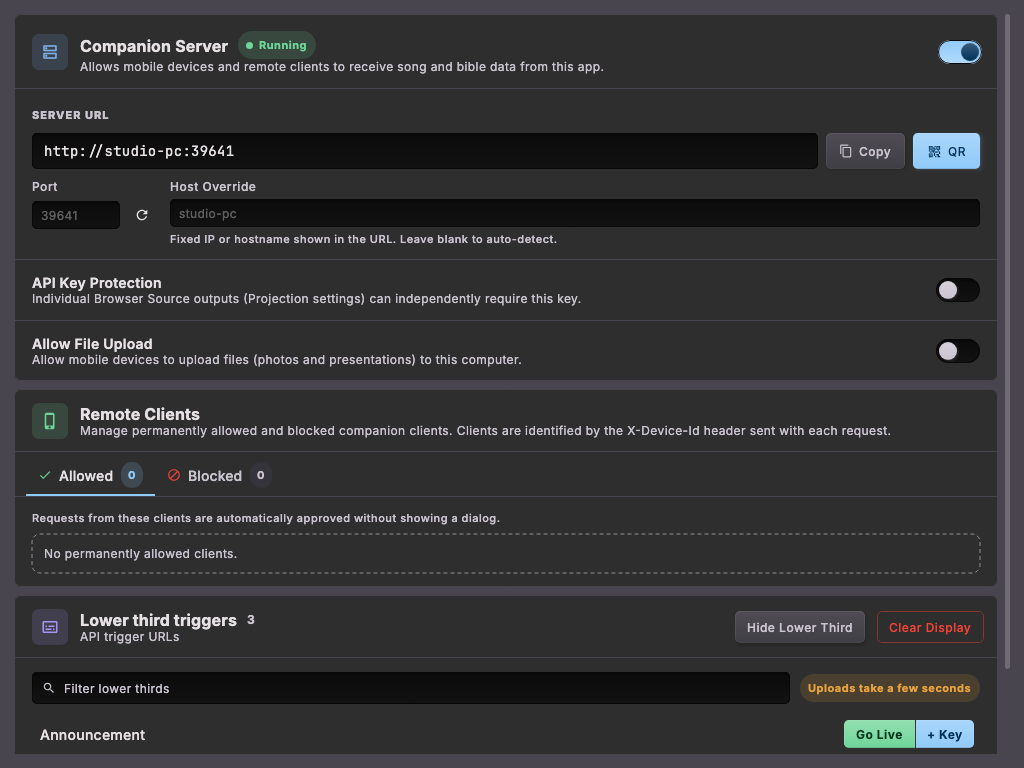 Companion Server
Running
Allows mobile devices and remote clients to receive song and bible data from this app.
SERVER URL
http://studio-pc:39641
Copy
QR
Port
Host Override
39641
studio-pc
Fixed IP or hostname shown in the URL. Leave blank to auto-detect.
API Key Protection
Individual Browser Source outputs (Projection settings) can independently require this key.
Allow File Upload
Allow mobile devices to upload files (photos and presentations) to this computer.
Remote Clients
Manage permanently allowed and blocked companion clients. Clients are identified by the X-Device-Id header sent with each request.
Allowed 0
Blocked 0
Requests from these clients are automatically approved without showing a dialog.
No permanently allowed clients.
Lower third triggers 3
API trigger URLs
Hide Lower Third
Clear Display
Filter lower thirds
Uploads take a few seconds
Announcement
Go Live
+ Key